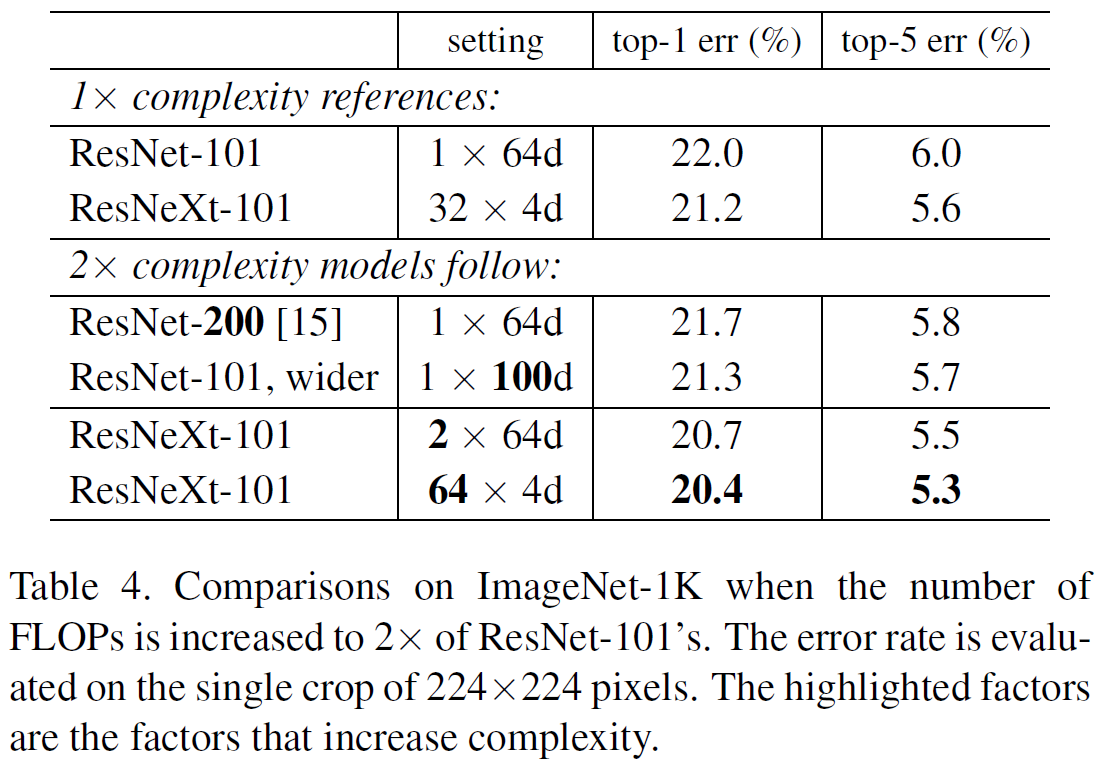 setting top-1 err (%) top-5 err (%)
1× complexity references:
ResNet-101 1 × 64d 22.0 6.0
ResNeXt-101 32 × 4d 21.2 5.6
2× complexity models follow:
ResNet-200 [15] 1 × 64d 21.7 5.8
ResNet-101, wider 1 × 100d 21.3 5.7
ResNeXt-101 2 × 64d 20.7 5.5
ResNeXt-101 64 × 4d 20.4 5.3
Table 4. Comparisons on ImageNet-1K when the number of
FLOPs is increased to 2× of ResNet-101's. The error rate is evalu-
ated on the single crop of 224×224 pixels. The highlighted factors
are the factors that increase complexity.